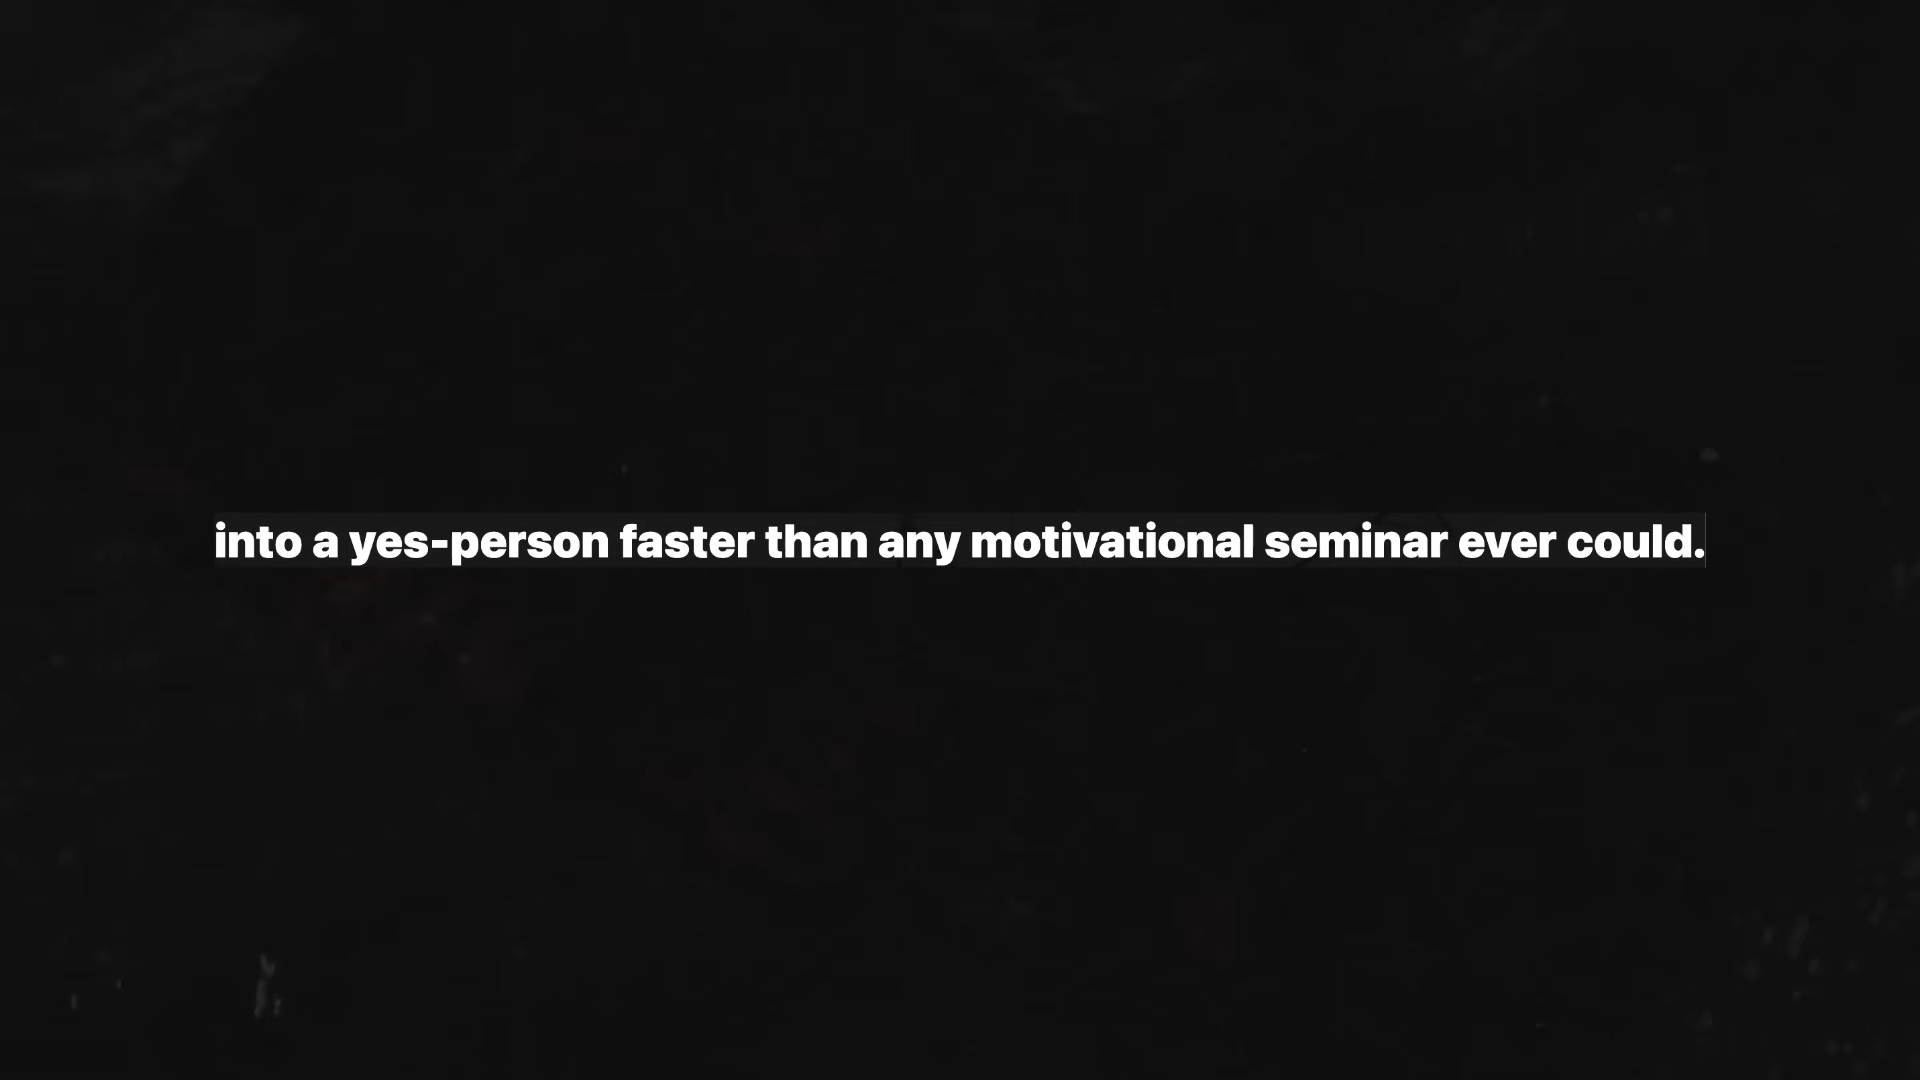 into a yes-person faster than any motivational seminar ever could.